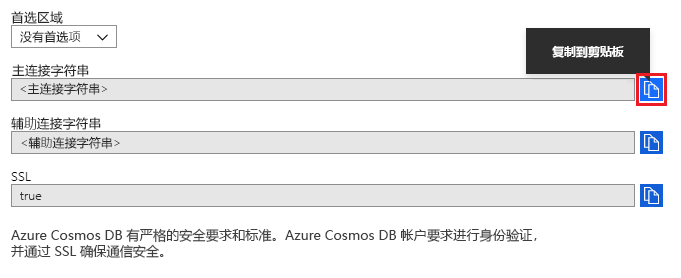 首选区域
没有首选项
复制到剪贴板
主连接字符串
<主连接字符串>
辅助连接字符串
<辅助连接字符串>
SSL
true
Azure Cosmos DB 有严格的安全要求和标准。Azure Cosmos DB 帐户要求进行身份验证，
并通过 SSL 确保通信安全。